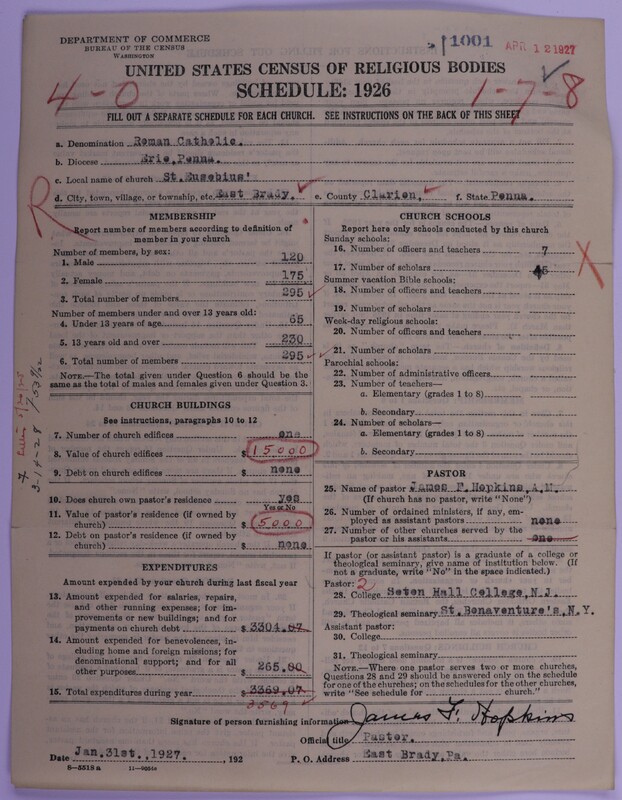 DEPARTMENT OF COMMERCE
BUREAU OF THE CENSUS
WASHINGTON
1001
APR 12 1927
UNITED STATES CENSUS OF RELIGIOUS BODIES
SCHEDULE: 1926
4-0
1-7-8
FILL OUT A SEPARATE SCHEDULE FOR EACH CHURCH. SEE INSTRUCTIONS ON THE BACK OF THIS SHEET
a. Denomination Roman Catholic.
b. Diocese Erie, Penna.
c. Local name of church St. Eusebius'
d. City, town, village, or township, etc. East Brady. e. County Clarion, f. State Penna.
R
MEMBERSHIP
Report number of members according to definition of member in your church
Number of members, by sex:
1. Male 120
2. Female 175
3. Total number of members 295
Number of members under and over 13 years old:
4. Under 13 years of age 65
5. 13 years old and over 230
6. Total number of members 295
NOTE.—The total given under Question 6 should be the same as the total of males and females given under Question 3.
CHURCH BUILDINGS
See instructions, paragraphs 10 to 12
7. Number of church edifices one
8. Value of church edifices $ 15000
9. Debt on church edifices $ none
10. Does church own pastor's residence yes
Yes or No
11. Value of pastor's residence (if owned by church) $ 5000
12. Debt on pastor's residence (if owned by church) $ none
3-14-28
EXPENDITURES
Amount expended by your church during last fiscal year
13. Amount expended for salaries, repairs, and other running expenses; for improvements or new buildings; and for payments on church debt $ 3304.07
14. Amount expended for benevolences, including home and foreign missions; for denominational support; and for all other purposes $ 265.00
15. Total expenditures during year $ 3369.07
3569
CHURCH SCHOOLS
Report here only schools conducted by this church
Sunday schools:
16. Number of officers and teachers 7
17. Number of scholars 45
X
Summer vacation Bible schools:
18. Number of officers and teachers
19. Number of scholars
Week-day religious schools:
20. Number of officers and teachers
21. Number of scholars
Parochial schools:
22. Number of administrative officers
23. Number of teachers—
a. Elementary (grades 1 to 8)
b. Secondary
24. Number of scholars—
a. Elementary (grades 1 to 8)
b. Secondary
PASTOR
25. Name of pastor James F. Hopkins, A.M.
(If church has no pastor, write "None")
26. Number of ordained ministers, if any, employed as assistant pastors none
27. Number of other churches served by the pastor or his assistants one
If pastor (or assistant pastor) is a graduate of a college or theological seminary, give name of institution below. (If not a graduate, write "No" in the space indicated.)
Pastor: 2
28. College Seton Hall College, N.J.
29. Theological seminary St. Bonaventure's, N.Y.
Assistant pastor:
30. College
31. Theological seminary
NOTE.—Where one pastor serves two or more churches, Questions 28 and 29 should be answered only on the schedule for one of the churches; on the schedules for the other churches, write "See schedule for church."
Signature of person furnishing information James F. Hopkins
Official title Pastor.
Date Jan. 31st., 1927. , 192 P. O. Address East Brady, Pa.
8-5518 a